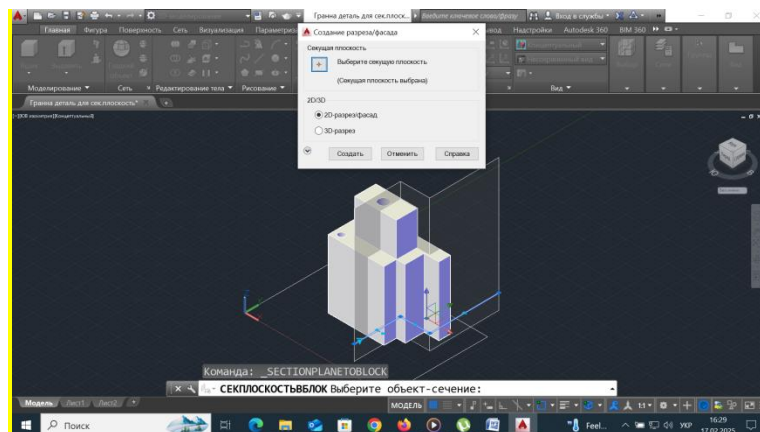 Гранна деталь для сек.плоск...
Введите ключевое слово/фразу
Вход в службы
Главная Фигура Поверхность Сеть Визуализация Параметриз
Вывод Надстройки Autodesk 360 BIM 360
Создание разреза/фасада
Секущая плоскость
Выберите секущую плоскость
(Секущая плоскость выбрана)
2D/3D
2D-разрез/фасад
3D-разрез
Создать Отменить Справка
Моделирование Сеть Редактирование тела Рисование Вид
Гранна деталь для сек.плоскость*
Команда: _SECTIONPLANETOBLOCK
СЕКПЛОСКОСТЬВБЛОК Выберите объект-сечение:
Модель Лист1 Лист2 +
МОДЕЛЬ
1:1
Поиск
Feel...
УКР
16:29
17.02.2025